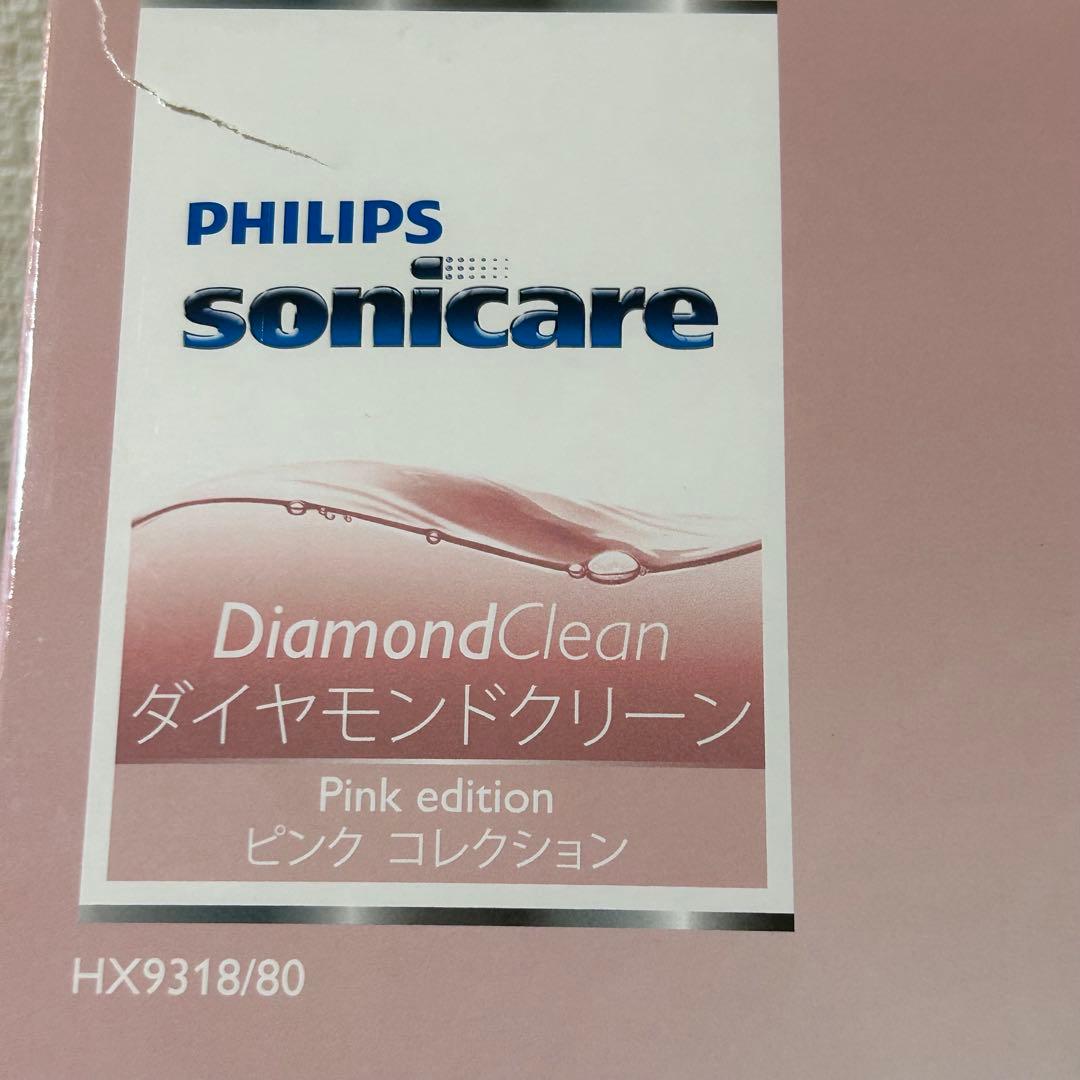 PHILIPS
sonicare
DiamondClean
ダイヤモンドクリーン
Pink edition
ピンク コレクション
HX9318/80